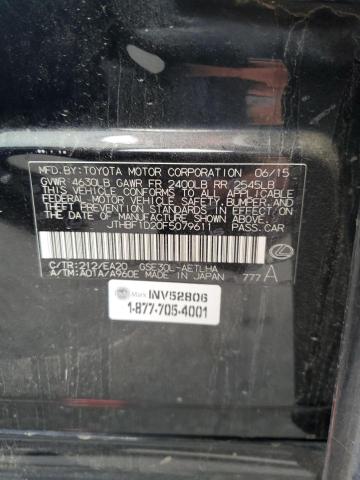 MFD.BY:TOYOTA MOTOR CORPORATION 06/15
GVWR 4630LB GAWR FR 2400LB RR 2545LB
THIS VEHICLE CONFORMS TO ALL APPLICABLE
FEDERAL MOTOR VEHICLE SAFETY,BUMPER,AND
THEFT PREVENTION STANDARDS IN EFFECT ON
THE DATE OF MANUFACTURE SHOWN ABOVE.
JTHBF1D20F5079611 PASS.CAR
C/TR:212/EA20 GSE30L-AETLHA
A/TM:A01A/A960E MADE IN JAPAN 777 A
Mark INV52806
1-877-705-4001